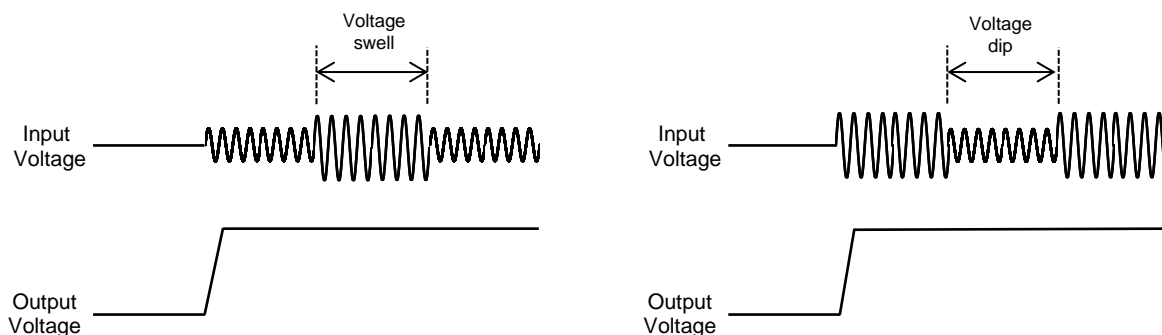 Voltage
swell
Input
Voltage
Output
Voltage
Voltage
dip
Input
Voltage
Output
Voltage